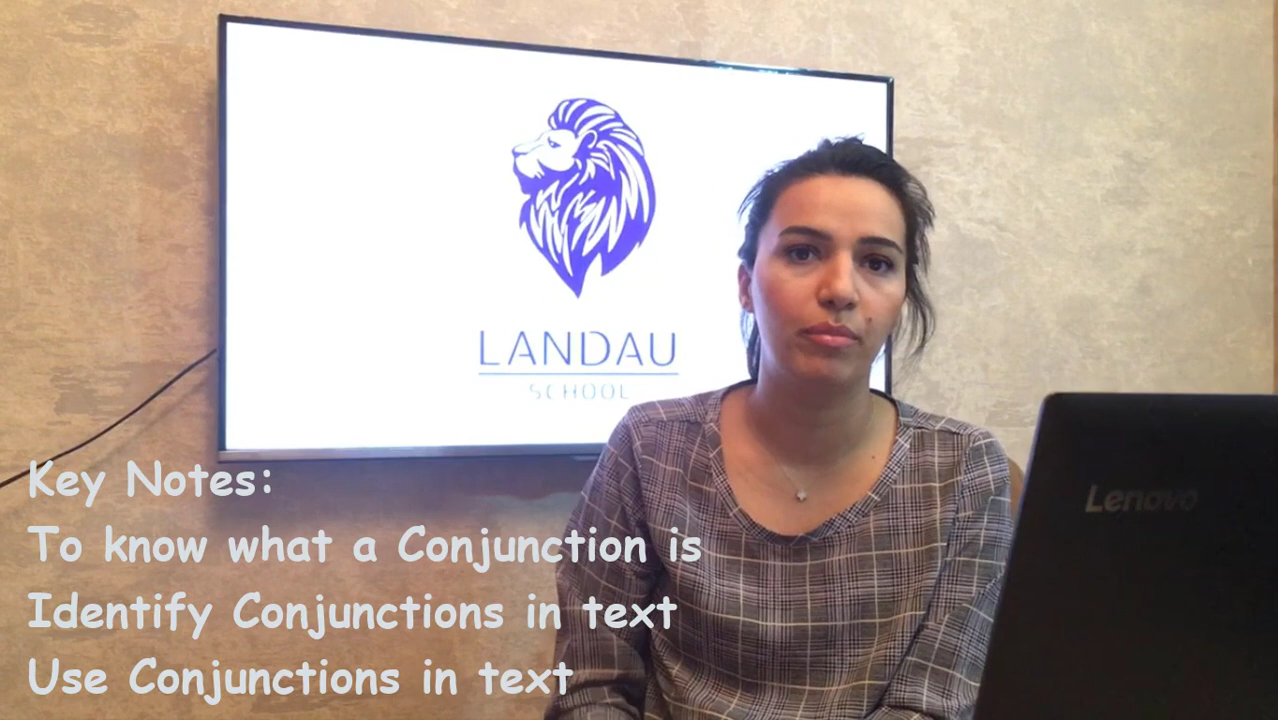 LANDAU
SCHOOL
Lenovo
Key Notes:
To know what a Conjunction is
Identify Conjunctions in text
Use Conjunctions in text